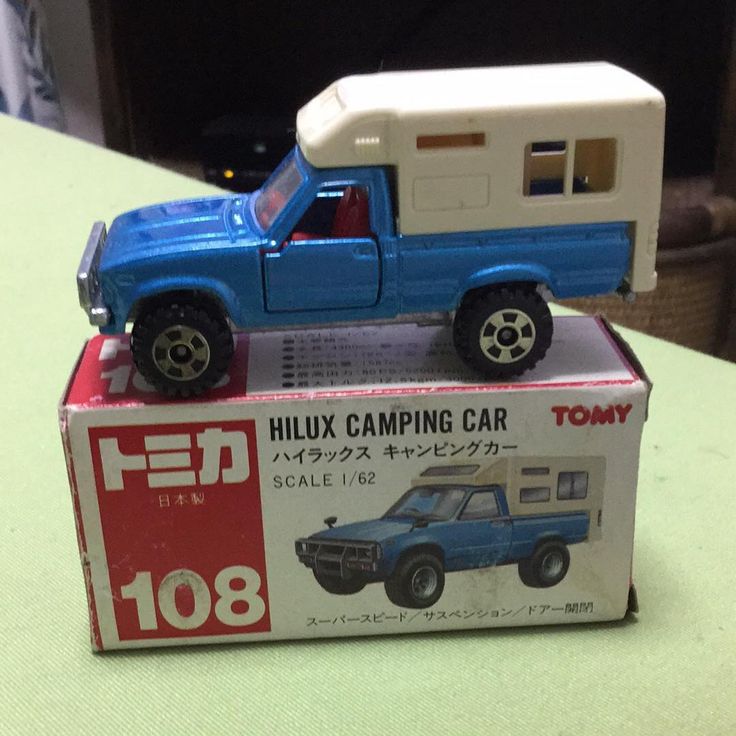 トミカ
日本製
108
HILUX CAMPING CAR
ハイラックス キャンピングカー
SCALE 1/62
TOMY
スーパースピード/サスペンション/ドアー開閉